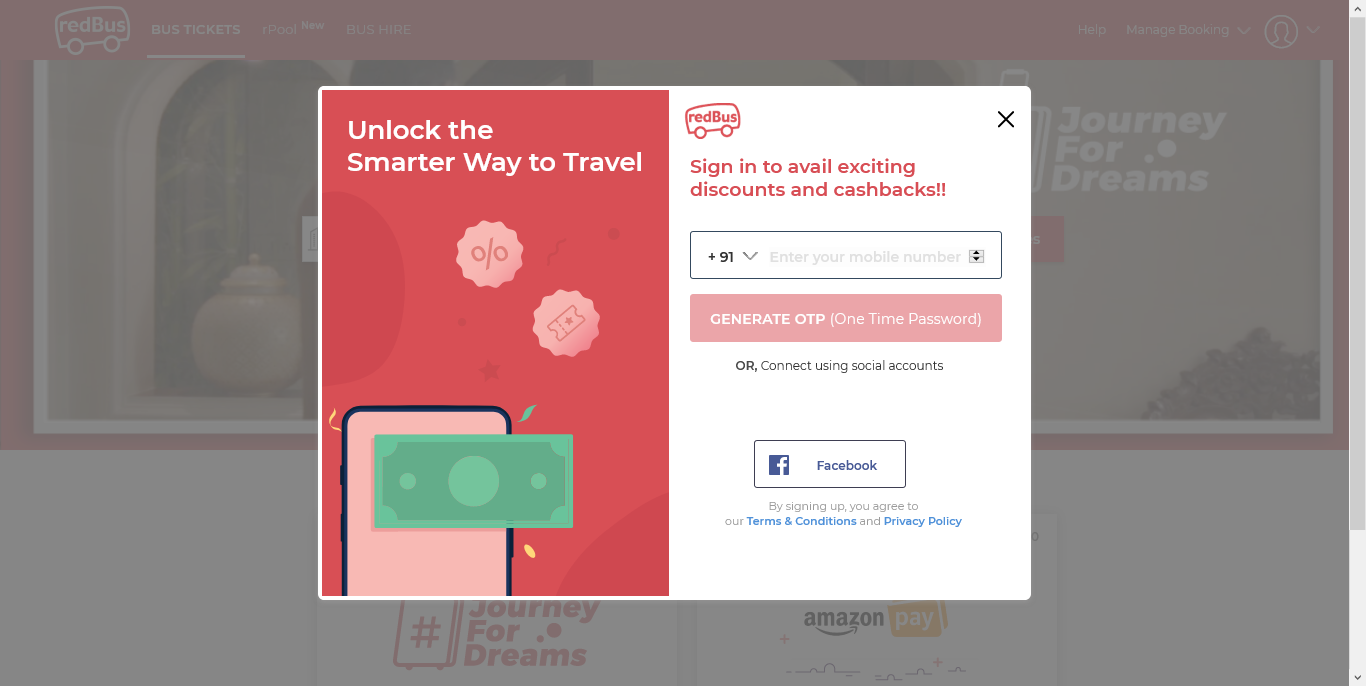 redBus
BUS TICKETS
rPool New
BUS HIRE
Help
Manage Booking
Journey
For
Dreams
Unlock the
Smarter Way to Travel
%
redBus
Sign in to avail exciting
discounts and cashbacks!!
+ 91
Enter your mobile number
GENERATE OTP (One Time Password)
OR, Connect using social accounts
Facebook
By signing up, you agree to
our Terms & Conditions and Privacy Policy
#
Journey
For
Dreams
amazon pay